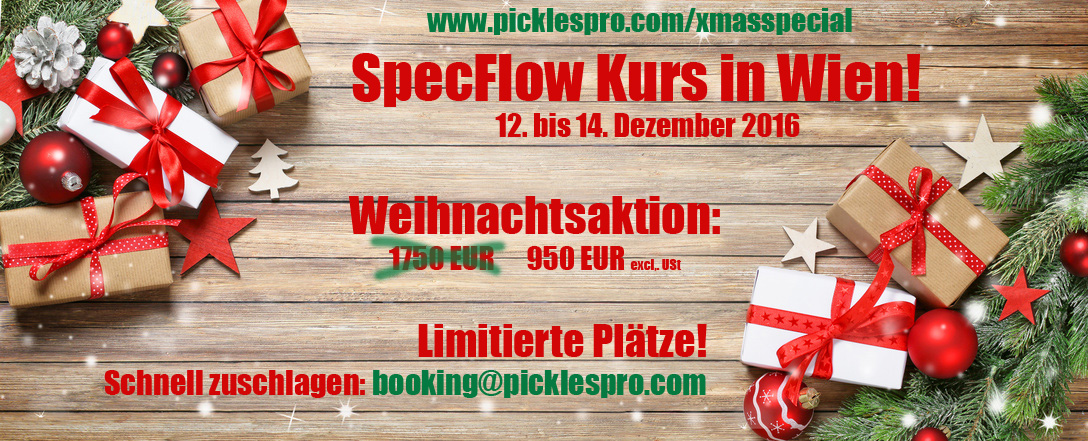 www.picklespro.com/xmasspecial
SpecFlow Kurs in Wien!
12. bis 14. Dezember 2016
Weihnachtsaktion:
1750 EUR 950 EUR excl,. USt
Limitierte Plätze!
Schnell zuschlagen: booking@picklespro.com